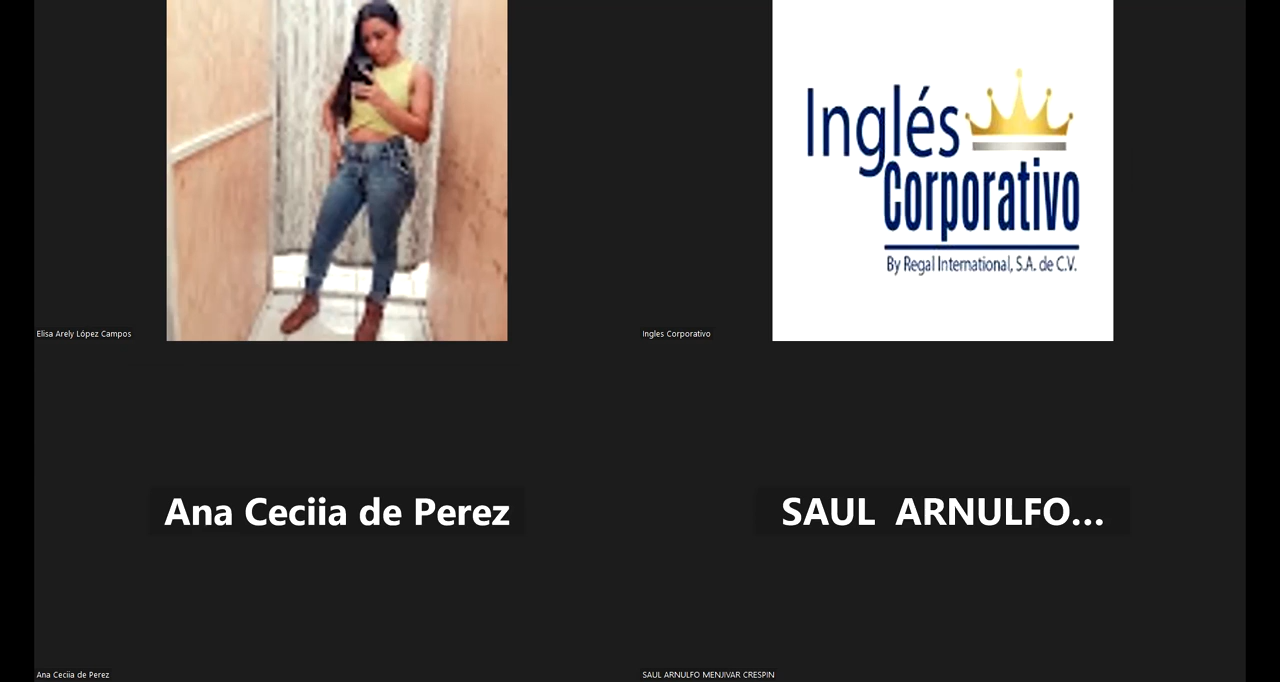 Inglés
Corporativo
By Regal International, S.A. de C.V.
Elisa Arely López Campos
Ingles Corporativo
Ana Ceciia de Perez
SAUL ARNULFO...
Ana Ceciia de Perez
SAUL ARNULFO MENJIVAR CRESPIN